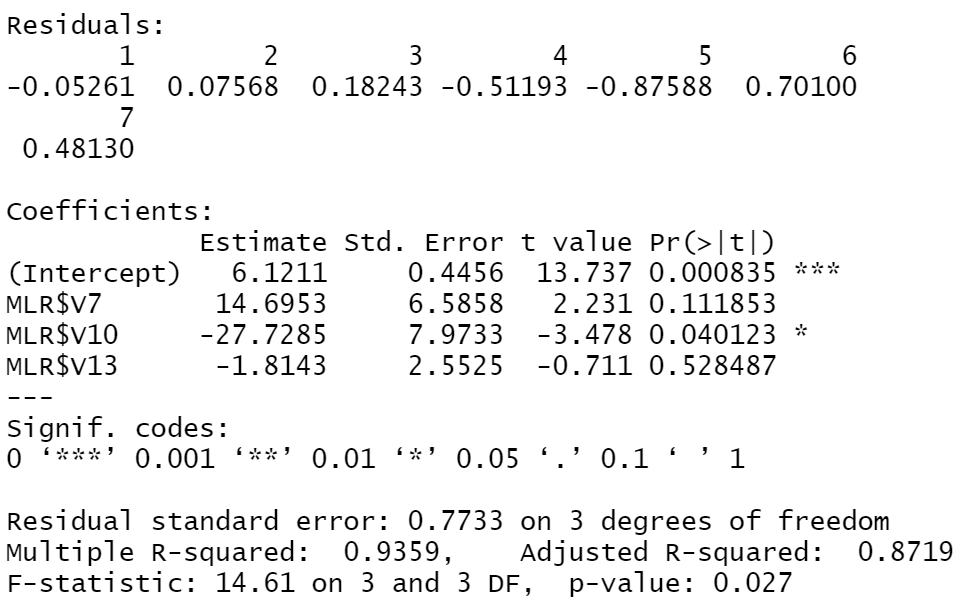 Residuals:
1 2 3 4 5 6
-0.05261 0.07568 0.18243 -0.51193 -0.87588 0.70100
7
0.48130
Coefficients:
Estimate Std. Error t value Pr(>|t|)
(Intercept) 6.1211 0.4456 13.737 0.000835 ***
MLR$V7 14.6953 6.5858 2.231 0.111853
MLR$V10 -27.7285 7.9733 -3.478 0.040123 *
MLR$V13 -1.8143 2.5525 -0.711 0.528487
---
Signif. codes:
0 ‘***’ 0.001 ‘**’ 0.01 ‘*’ 0.05 ‘.’ 0.1 ‘ ’ 1
Residual standard error: 0.7733 on 3 degrees of freedom
Multiple R-squared: 0.9359, Adjusted R-squared: 0.8719
F-statistic: 14.61 on 3 and 3 DF, p-value: 0.027